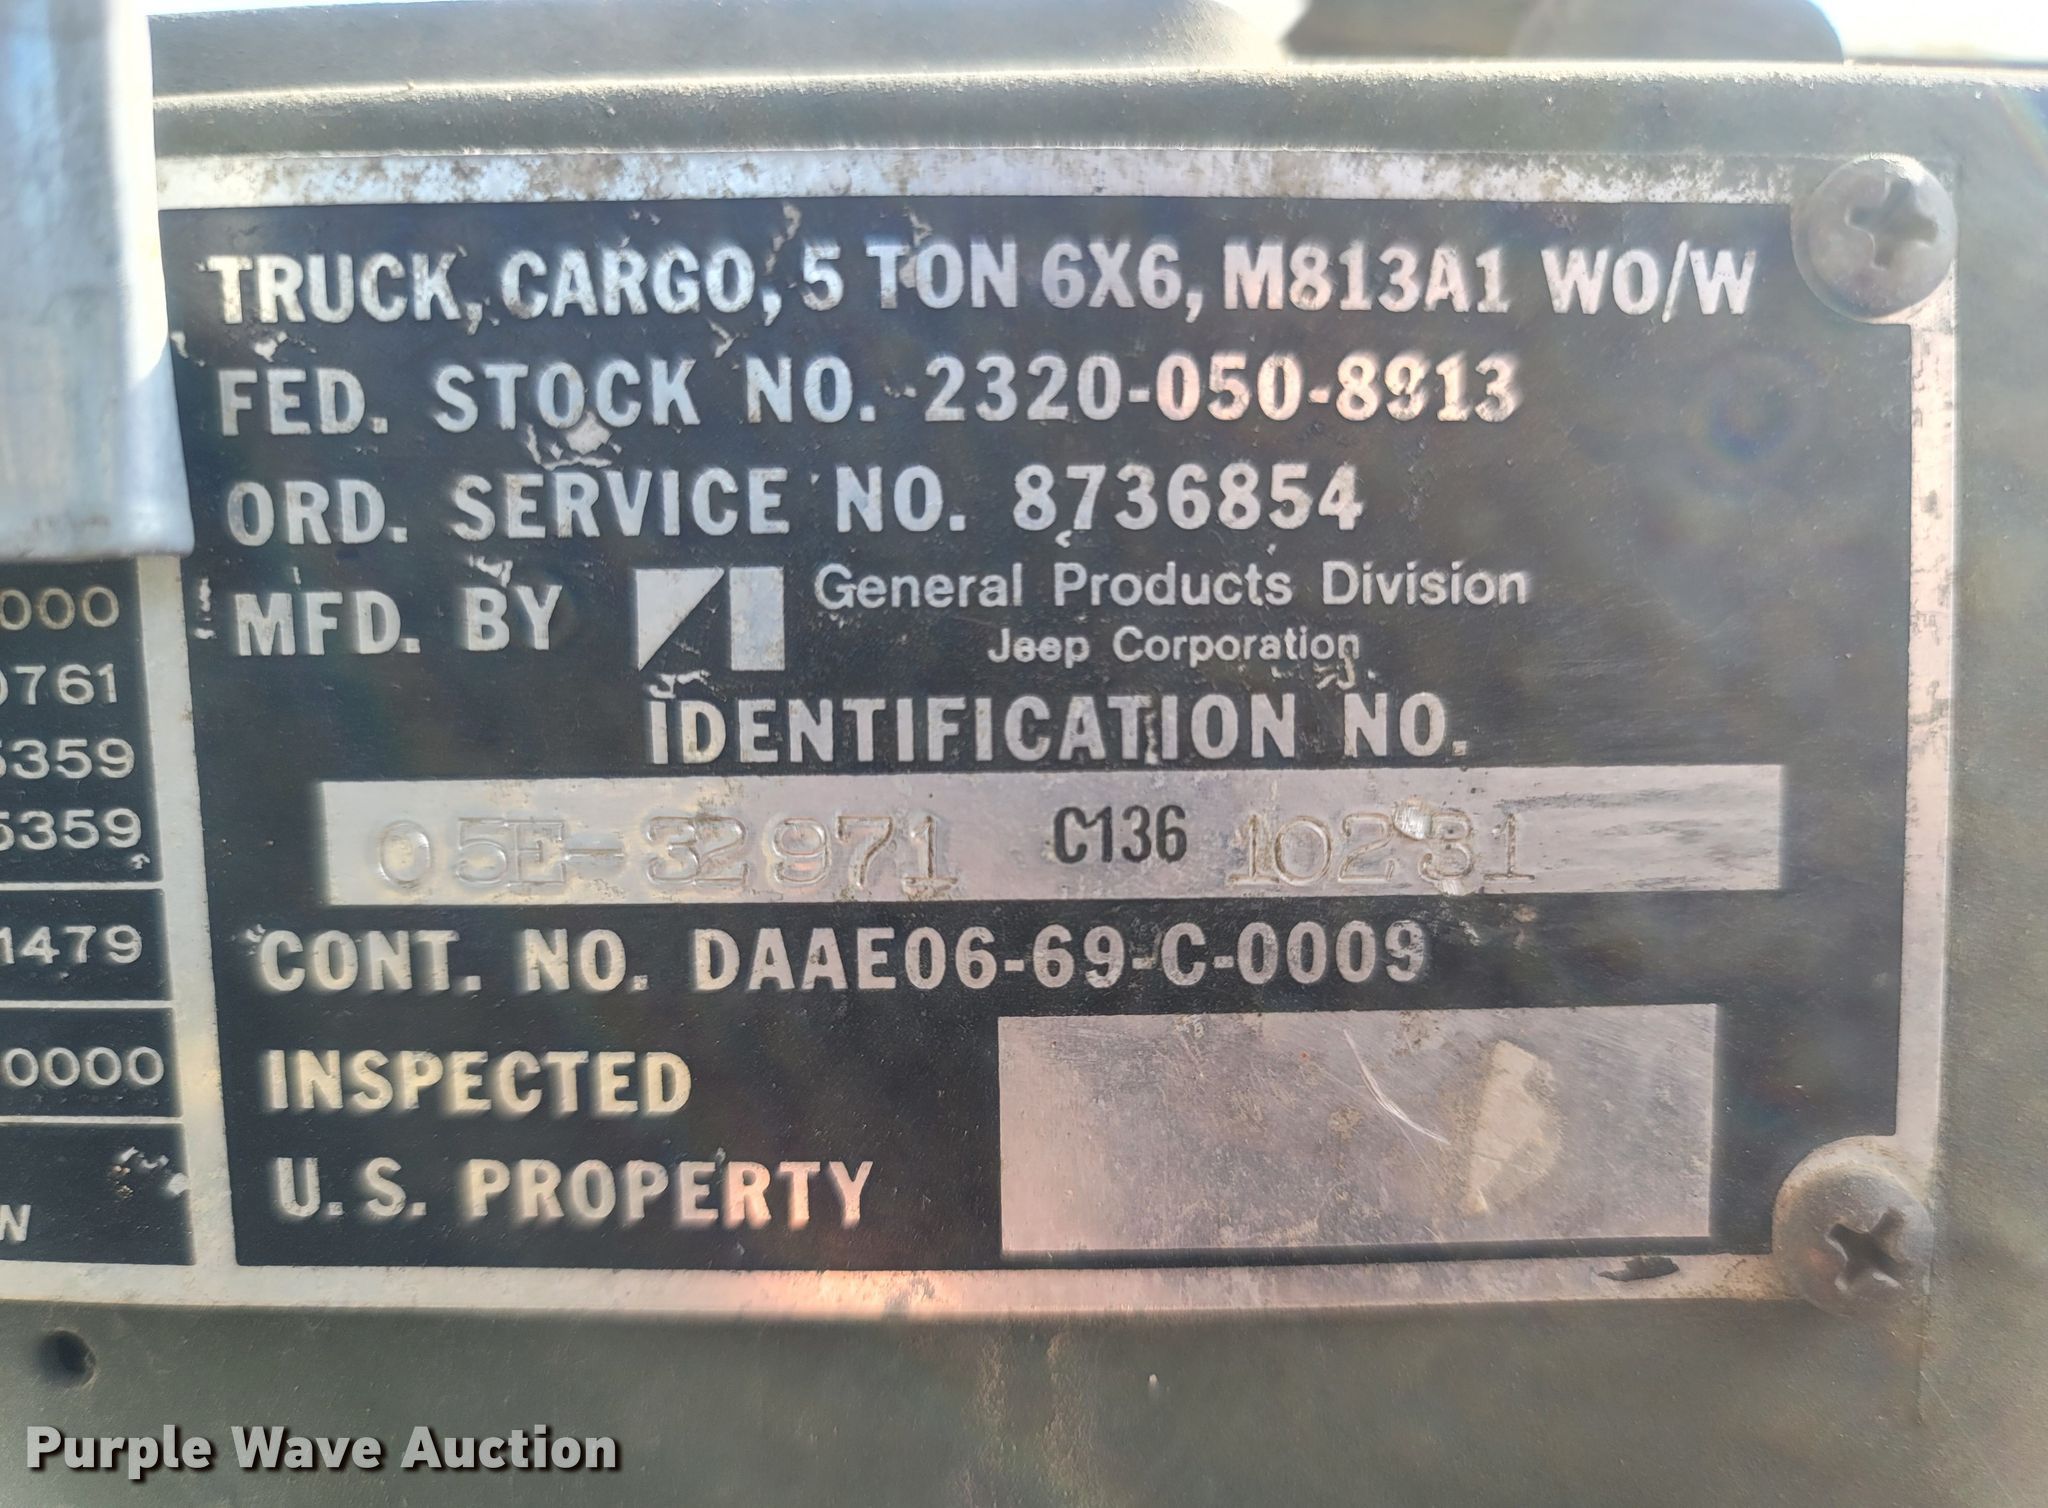 TRUCK, CARGO, 5 TON 6X6, M813A1 WO/W
FED. STOCK NO. 2320-050-8913
ORD. SERVICE NO. 8736854
MFD. BY General Products Division
Jeep Corporation
IDENTIFICATION NO.
05E-32971 C136 10231
CONT. NO. DAAE06-69-C-0009
INSPECTED
U.S. PROPERTY
000
0761
5359
5359
1479
0000
N
Purple Wave Auction